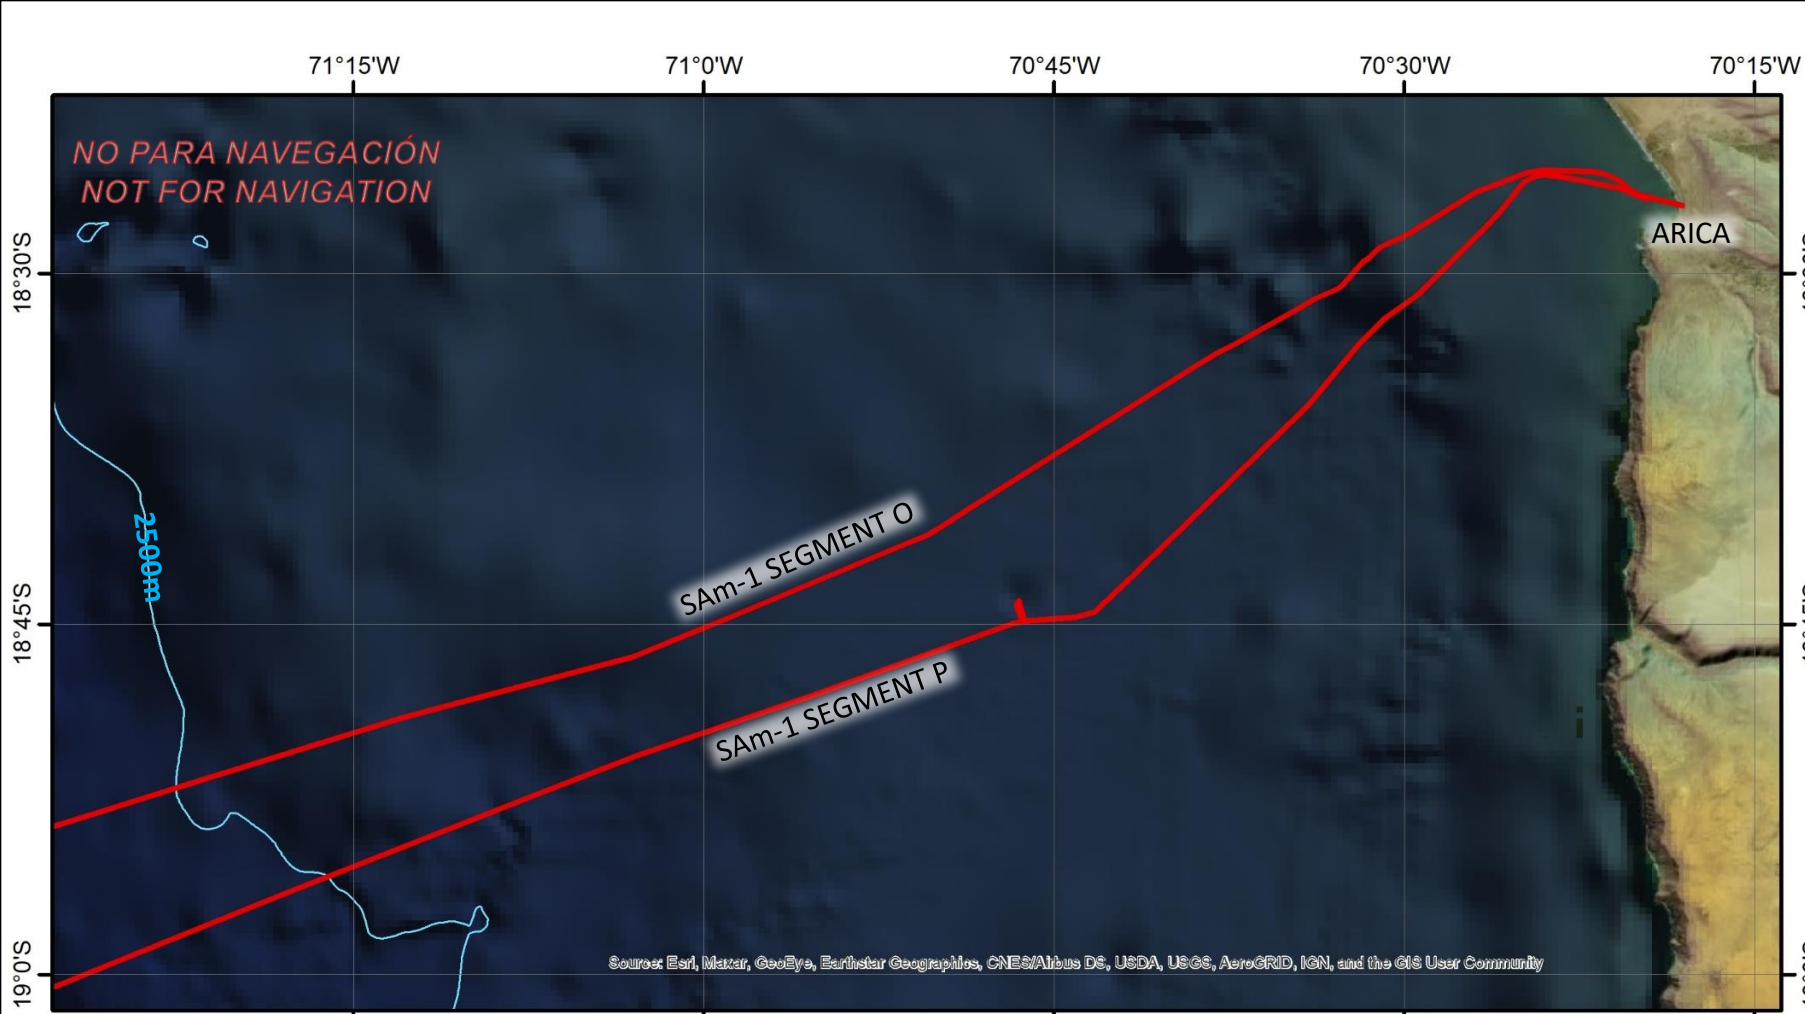 71°15'W 71°0'W 70°45'W 70°30'W 70°15'W
NO PARA NAVEGACIÓN
NOT FOR NAVIGATION
ARICA
18°30'S
2500m
SAm-1 SEGMENT O
18°45'S
SAm-1 SEGMENT P
19°0'S
Source: Esri, Maxar, GeoEye, Earthstar Geographics, CNES/Airbus DS, USDA, USGS, AeroGRID, IGN, and the GIS User Community